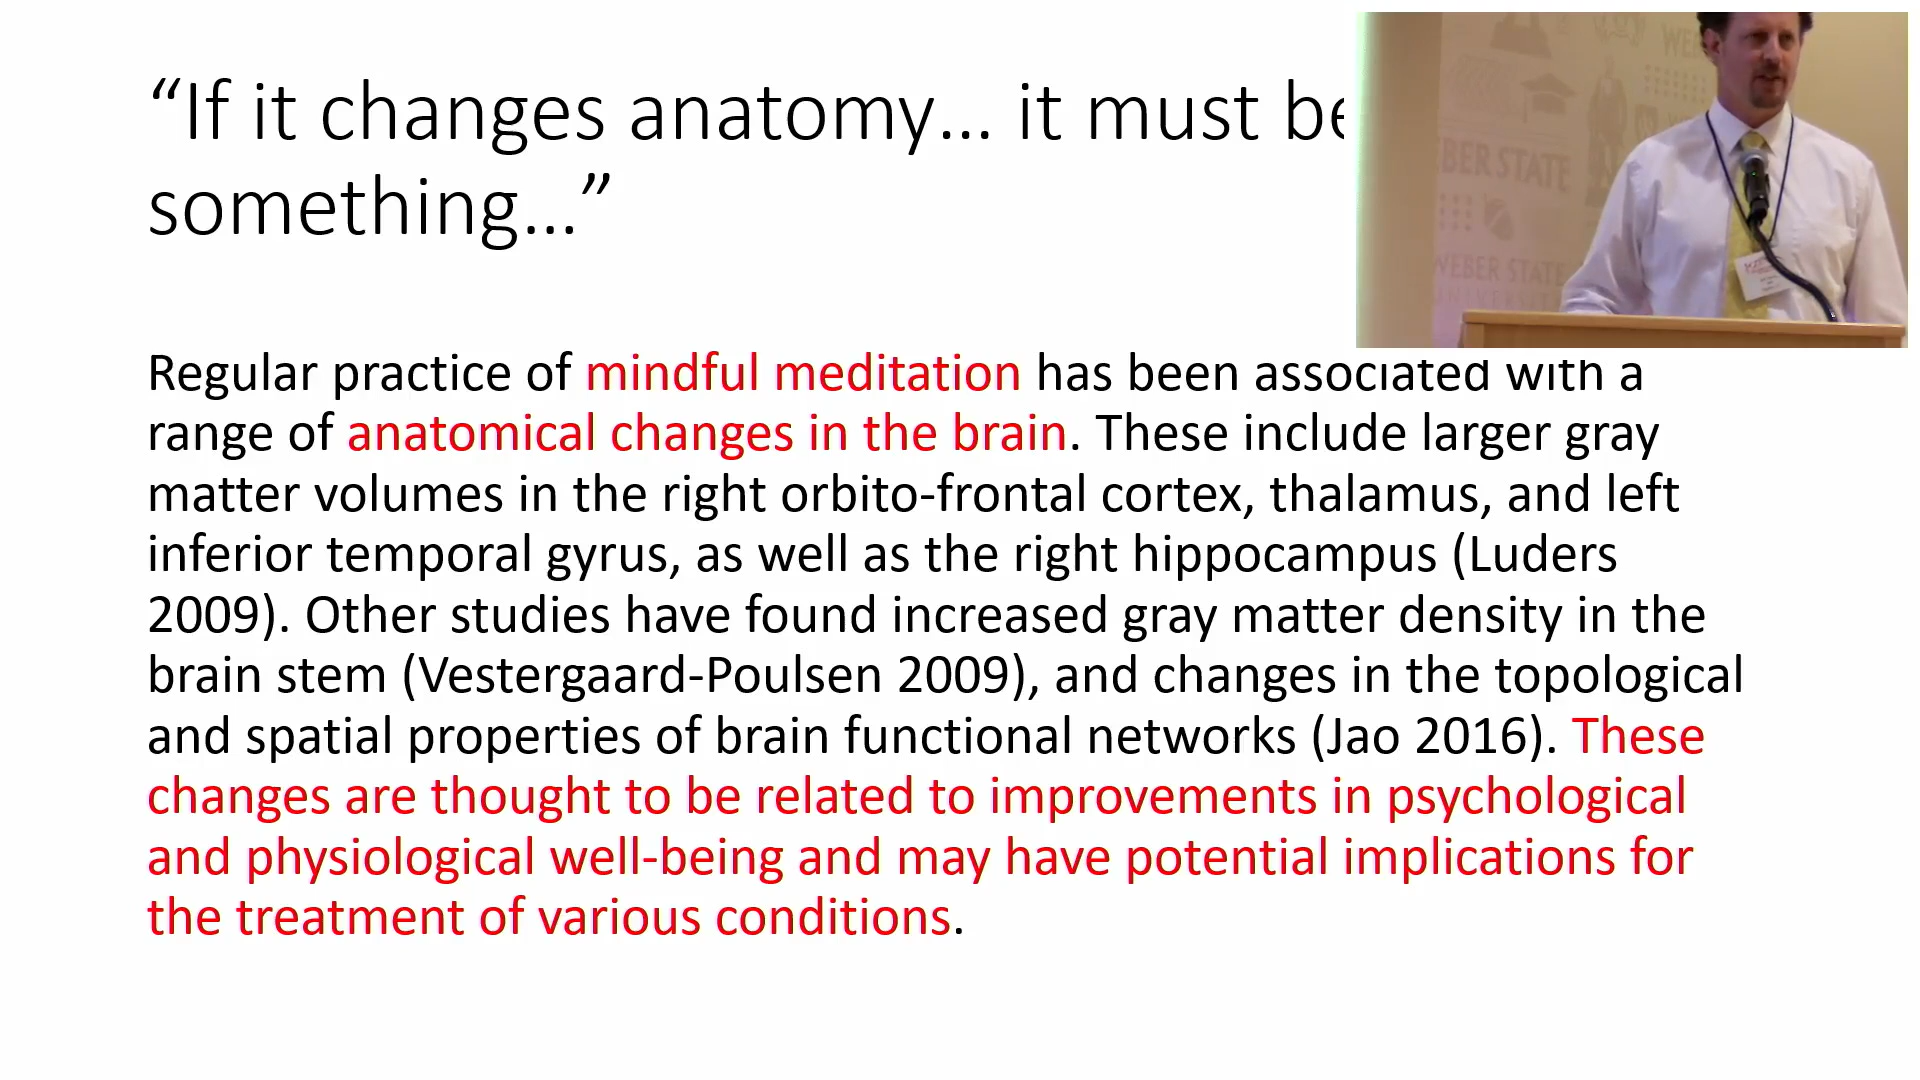 “If it changes anatomy… it must be
something…”
WEBER STATE
WEBER STATE
Regular practice of mindful meditation has been associated with a
range of anatomical changes in the brain. These include larger gray
matter volumes in the right orbito-frontal cortex, thalamus, and left
inferior temporal gyrus, as well as the right hippocampus (Luders
2009). Other studies have found increased gray matter density in the
brain stem (Vestergaard-Poulsen 2009), and changes in the topological
and spatial properties of brain functional networks (Jao 2016). These
changes are thought to be related to improvements in psychological
and physiological well-being and may have potential implications for
the treatment of various conditions.